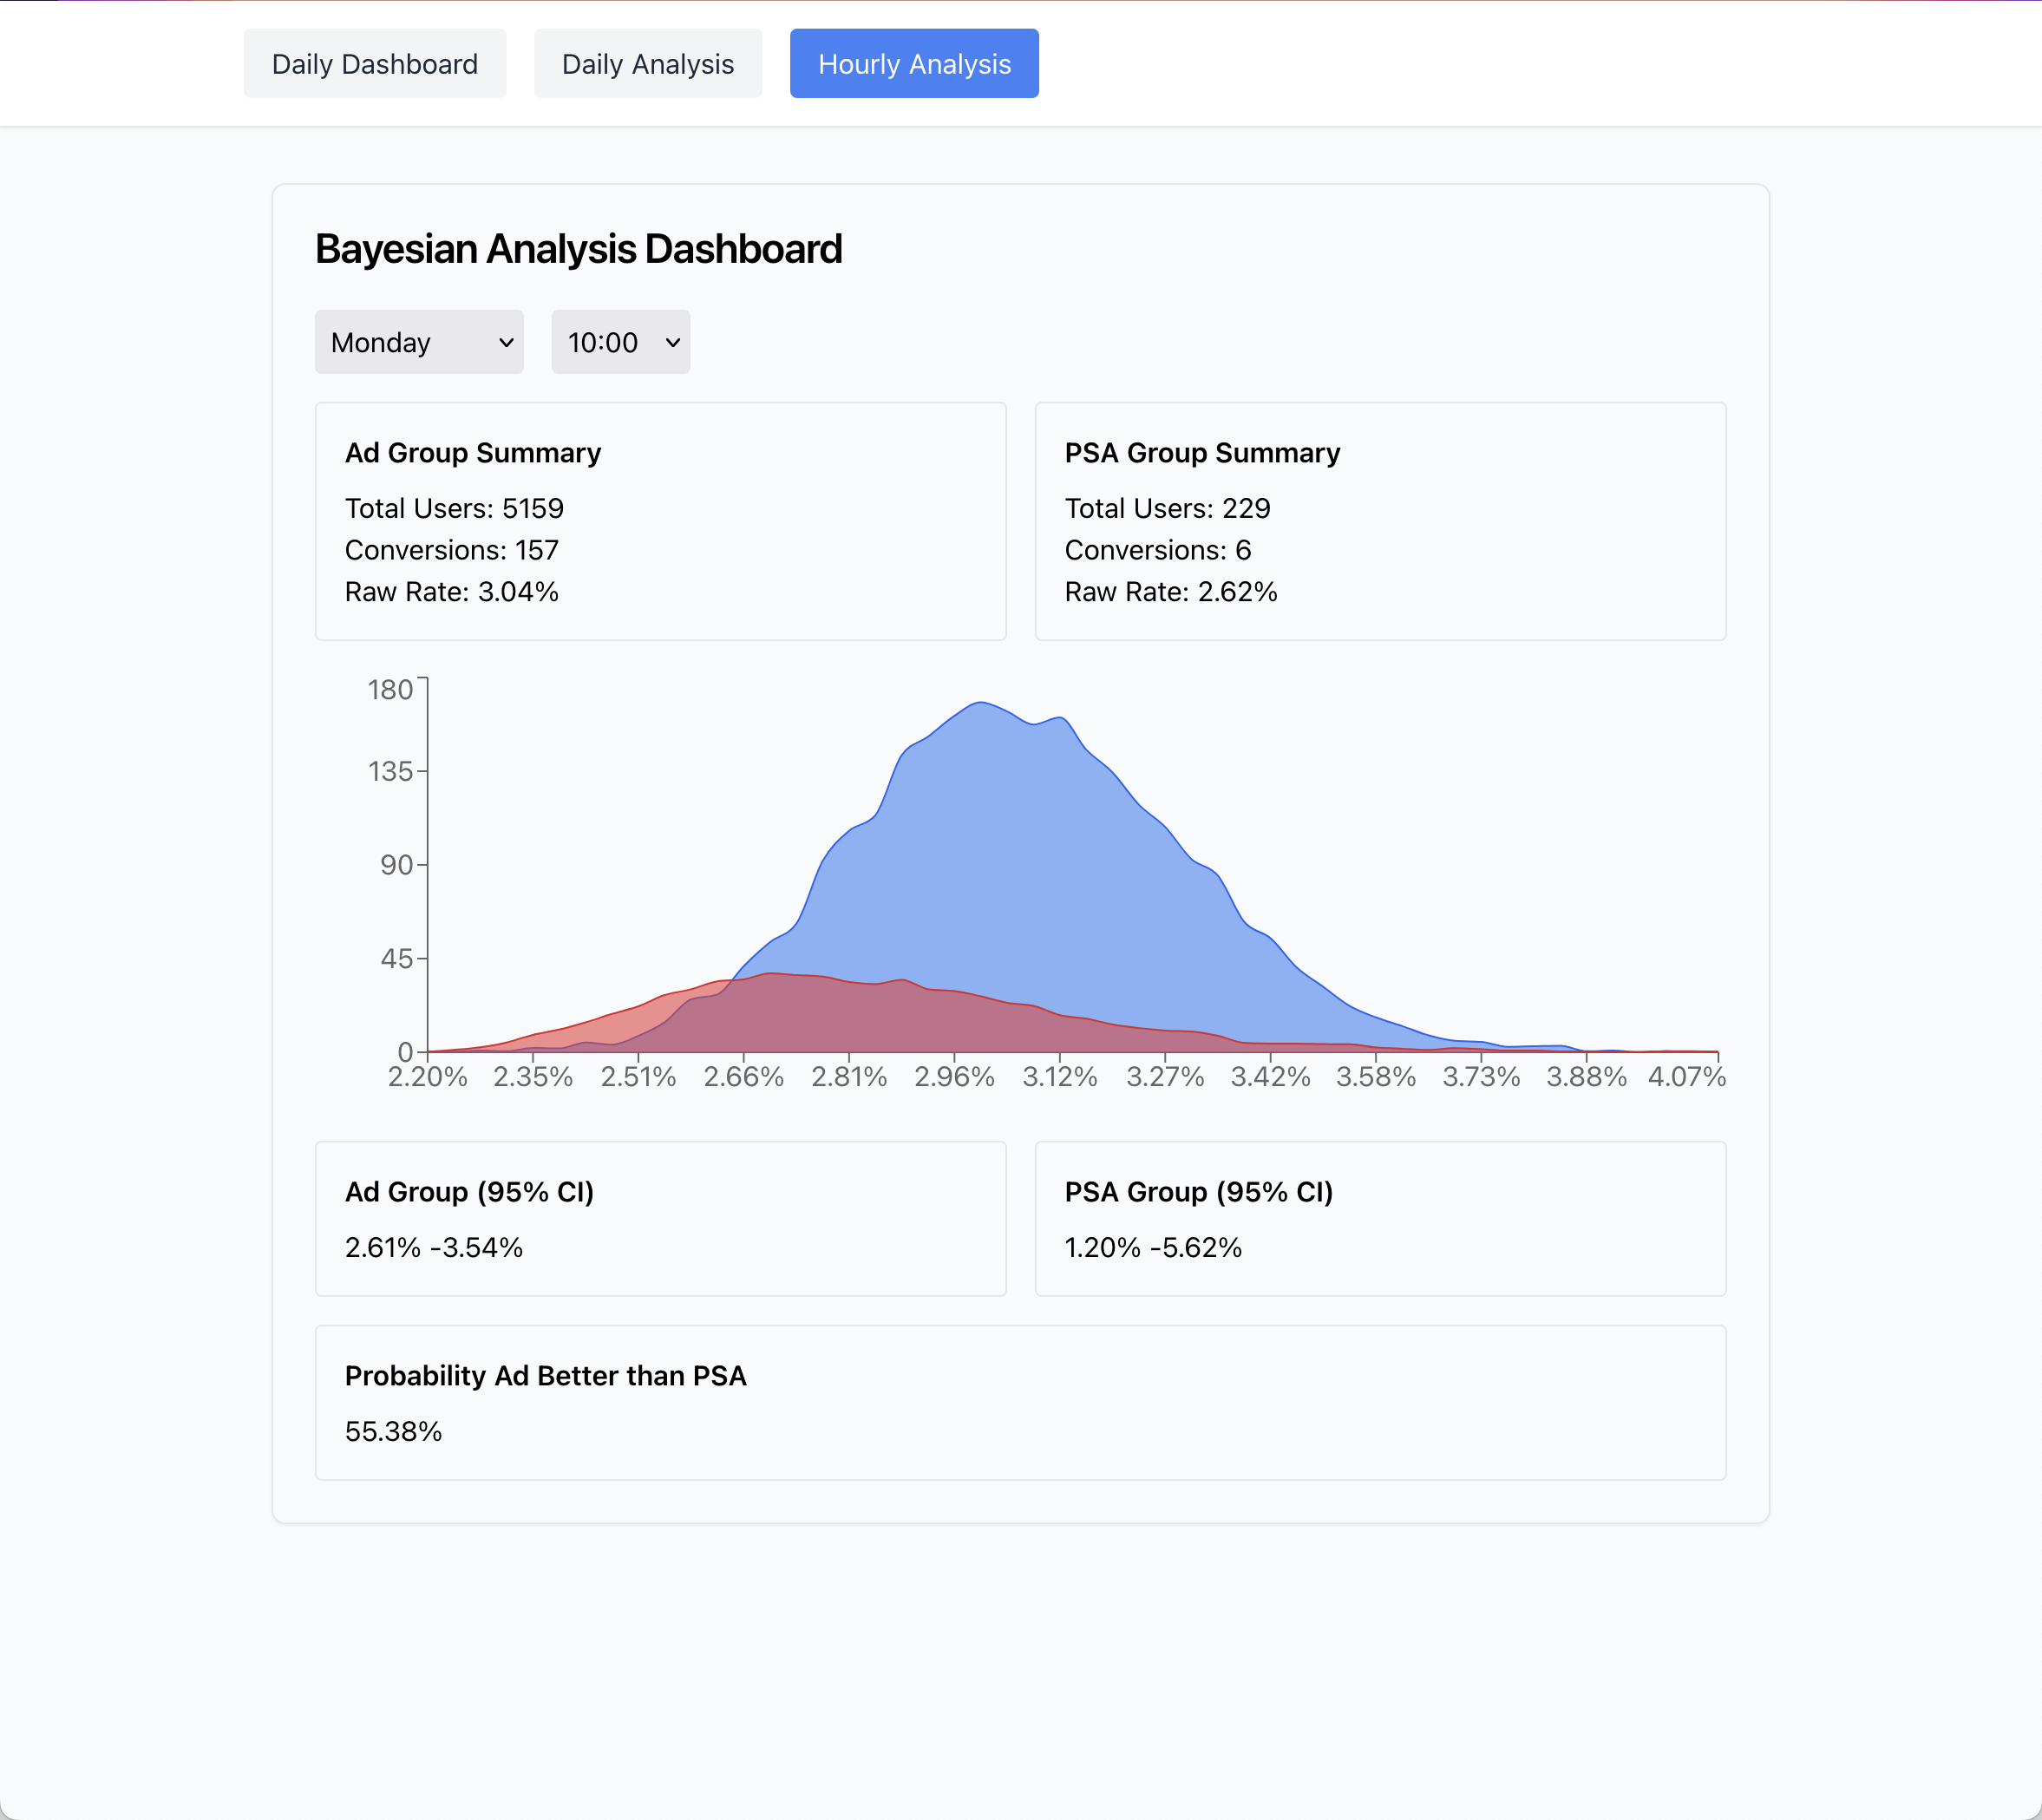 Daily Dashboard
Daily Analysis
Hourly Analysis
Bayesian Analysis Dashboard
Monday
10:00
Ad Group Summary
Total Users: 5159
Conversions: 157
Raw Rate: 3.04%
PSA Group Summary
Total Users: 229
Conversions: 6
Raw Rate: 2.62%
180
135
90
45
0
2.20% 2.35% 2.51% 2.66% 2.81% 2.96% 3.12% 3.27% 3.42% 3.58% 3.73% 3.88% 4.07%
Ad Group (95% CI)
2.61% -3.54%
PSA Group (95% CI)
1.20% -5.62%
Probability Ad Better than PSA
55.38%